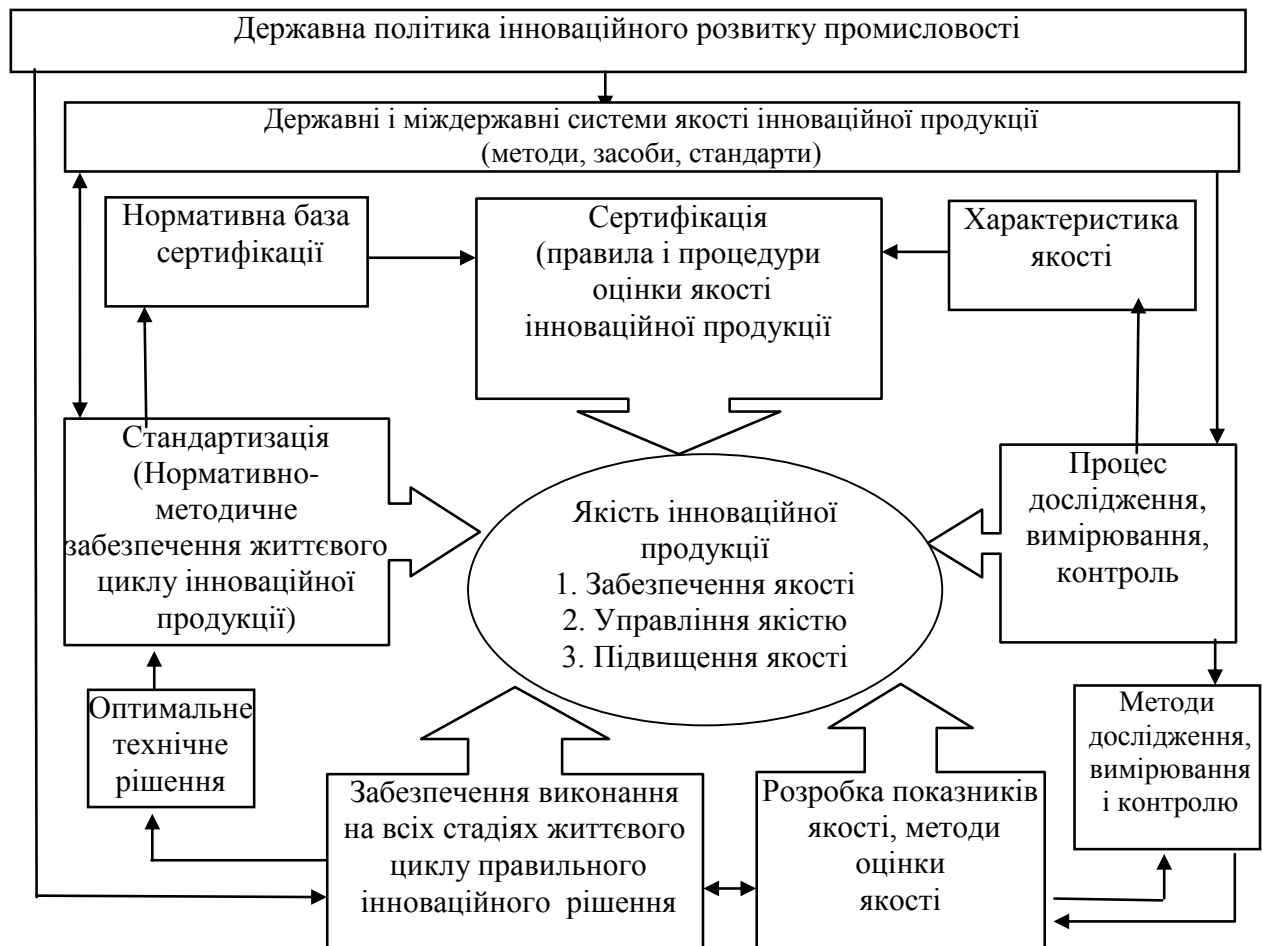 Державна політика інноваційного розвитку промисловості
Державні і міждержавні системи якості інноваційної продукції
(методи, засоби, стандарти)
Нормативна база
сертифікації
Сертифікація
(правила і процедури
оцінки якості
інноваційної продукції
Характеристика
якості
Стандартизація
(Нормативно-
методичне
забезпечення життєвого
циклу інноваційної
продукції)
Якість інноваційної
продукції
1. Забезпечення якості
2. Управління якістю
3. Підвищення якості
Процес
дослідження,
вимірювання,
контроль
Оптимальне
технічне
рішення
Методи
дослідження,
вимірювання
і контролю
Забезпечення виконання
на всіх стадіях життєвого
циклу правильного
інноваційного рішення
Розробка показників
якості, методи
оцінки
якості